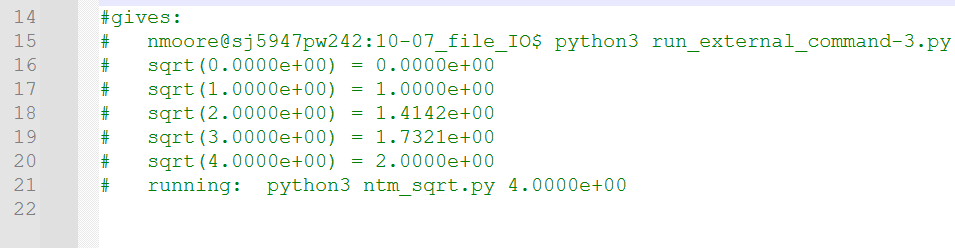 14 #gives:
15 #   nmoore@sj5947pw242:10-07_file_IO$ python3 run_external_command-3.py
16 #   sqrt(0.0000e+00) = 0.0000e+00
17 #   sqrt(1.0000e+00) = 1.0000e+00
18 #   sqrt(2.0000e+00) = 1.4142e+00
19 #   sqrt(3.0000e+00) = 1.7321e+00
20 #   sqrt(4.0000e+00) = 2.0000e+00
21 #   running:  python3 ntm_sqrt.py 4.0000e+00
22